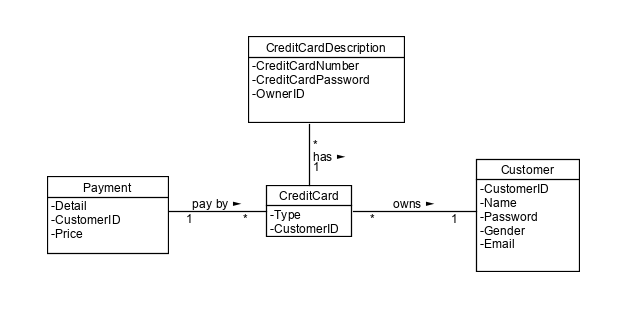 CreditCardDescription
-CreditCardNumber
-CreditCardPassword
-OwnerID
*
has ►
1
Payment
-Detail
-CustomerID
-Price
pay by ►
1
*
CreditCard
-Type
-CustomerID
owns ►
*
1
Customer
-CustomerID
-Name
-Password
-Gender
-Email